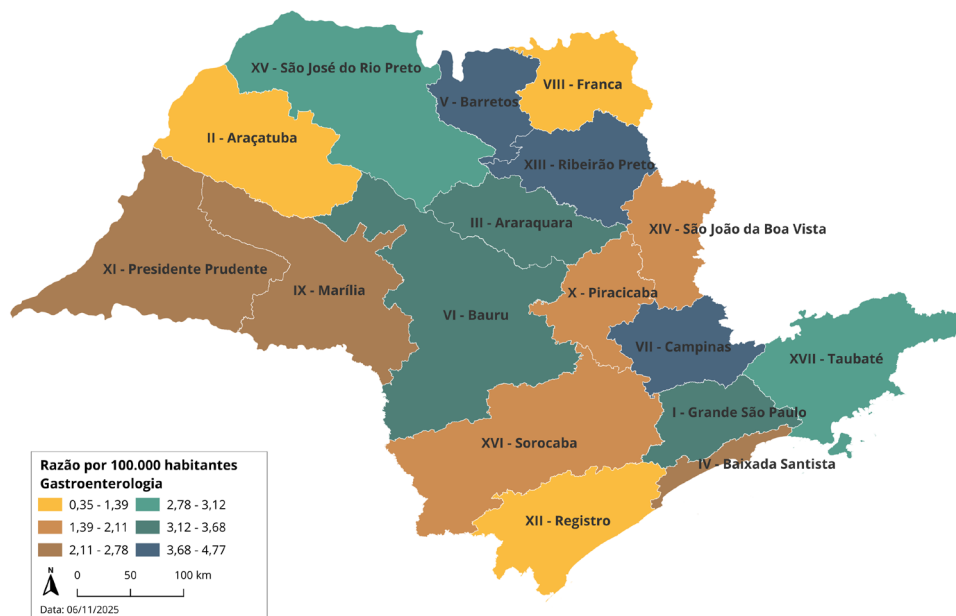 XV - São José do Rio Preto
VIII - Franca
V - Barretos
II - Araçatuba
XIII - Ribeirão Preto
III - Araraquara
XIV - São João da Boa Vista
XI - Presidente Prudente
IX - Marília
X - Piracicaba
VI - Bauru
VII - Campinas
XVII - Taubaté
I - Grande São Paulo
XVI - Sorocaba
IV - Baixada Santista
XII - Registro
Razão por 100.000 habitantes
Gastroenterologia
0,35 - 1,39 2,78 - 3,12
1,39 - 2,11 3,12 - 3,68
2,11 - 2,78 3,68 - 4,77
N
0 50 100 km
Data: 06/11/2025